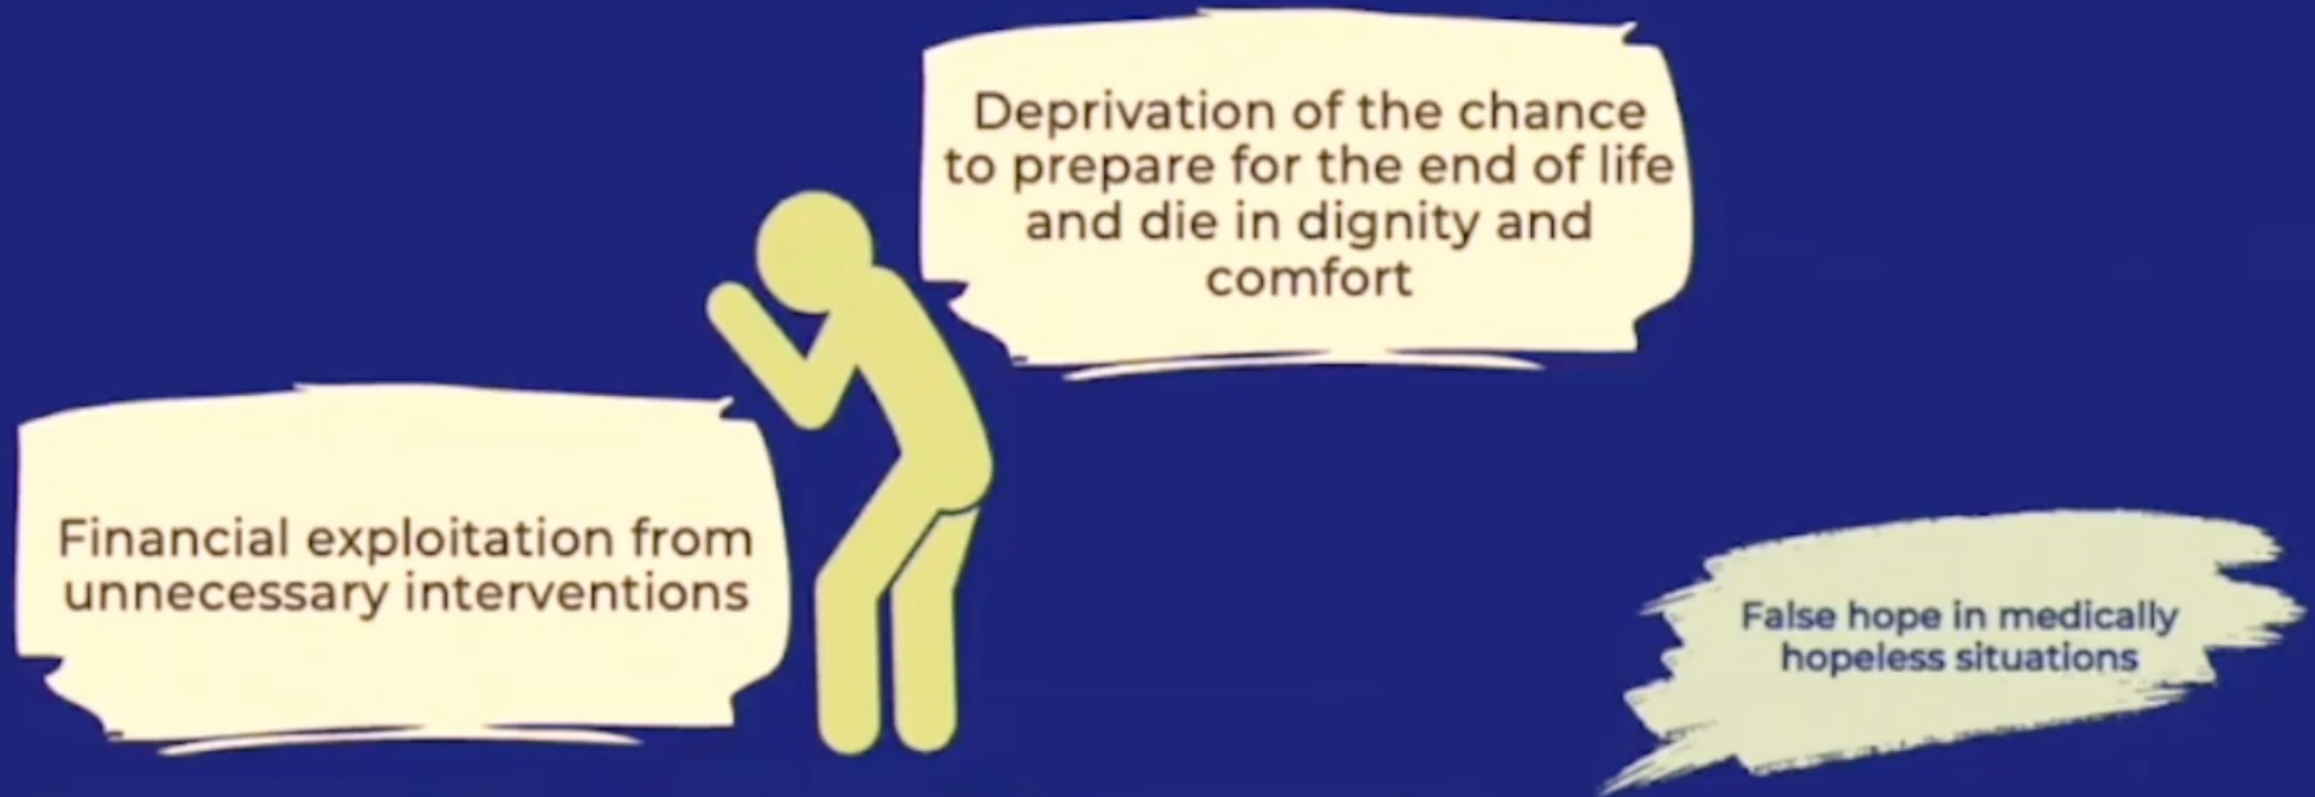 Deprivation of the chance
to prepare for the end of life
and die in dignity and
comfort
Financial exploitation from
unnecessary interventions
False hope in medically
hopeless situations